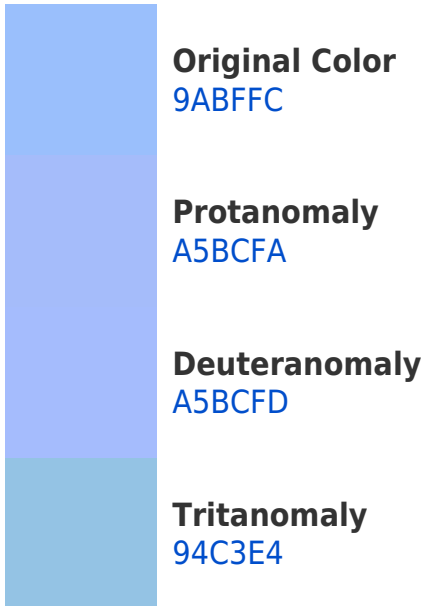 Original Color
9ABFFC
Protanomaly
A5BCFA
Deuteranomaly
A5BCFD
Tritanomaly
94C3E4